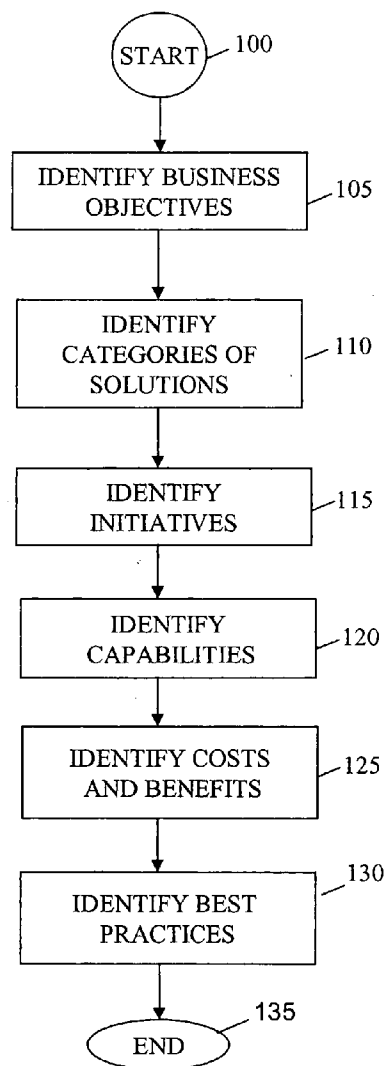 START
100
IDENTIFY BUSINESS
OBJECTIVES
105
IDENTIFY
CATEGORIES OF
SOLUTIONS
110
IDENTIFY
INITIATIVES
115
IDENTIFY
CAPABILITIES
120
IDENTIFY COSTS
AND BENEFITS
125
IDENTIFY BEST
PRACTICES
130
END
135